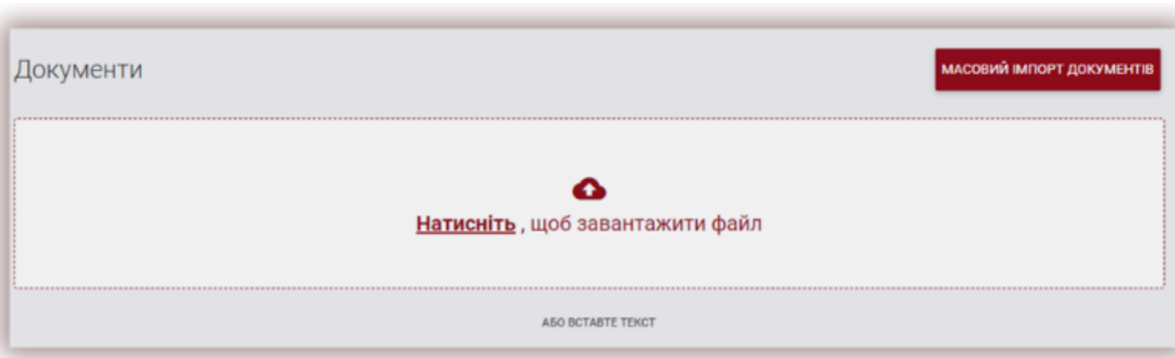 Документи
МАСОВИЙ ІМПОРТ ДОКУМЕНТІВ
Натисніть , щоб завантажити файл
АБО ВСТАВТЕ ТЕКСТ